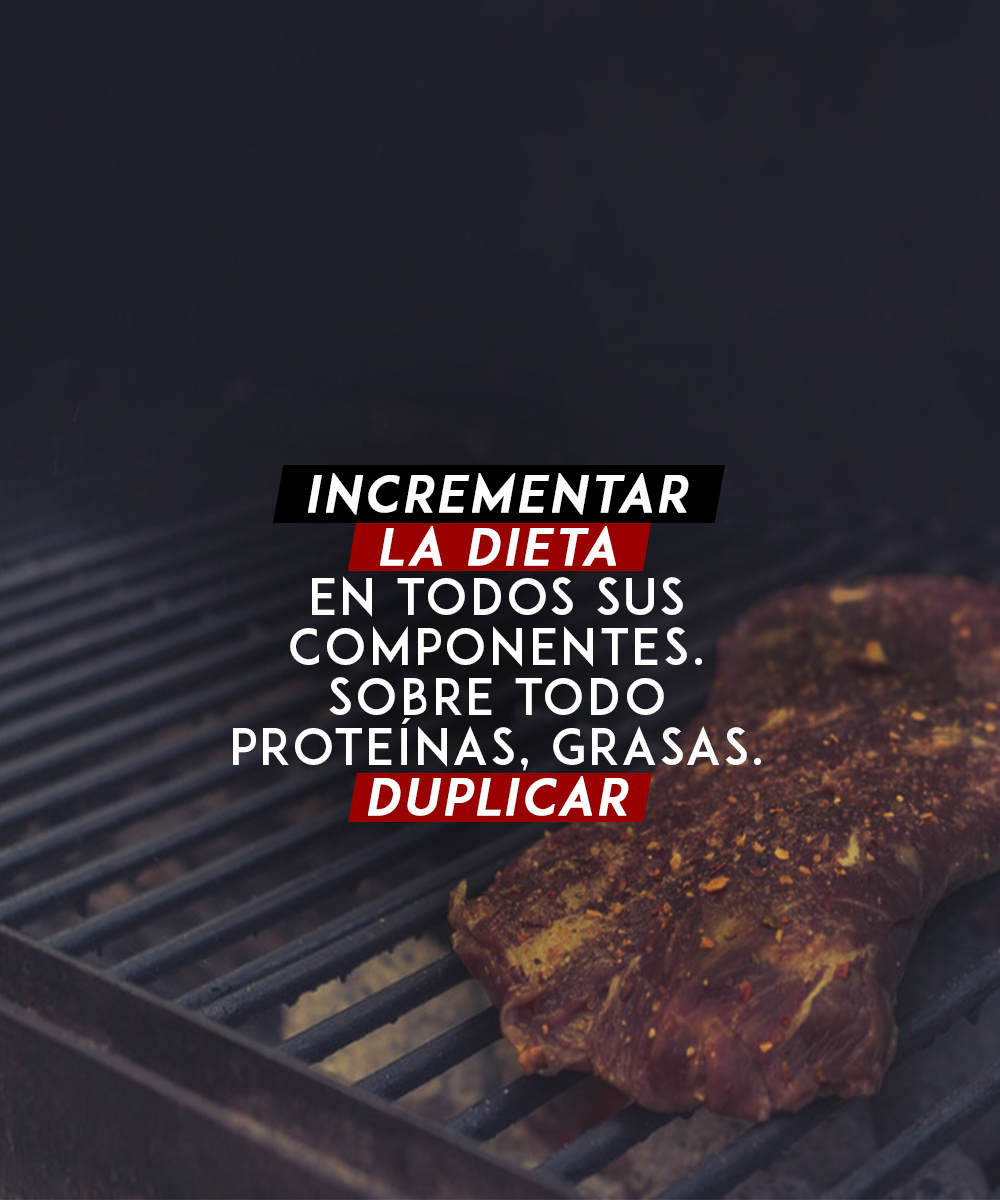 INCREMENTAR
LA DIETA
EN TODOS SUS
COMPONENTES.
SOBRE TODO
PROTEÍNAS, GRASAS.
DUPLICAR